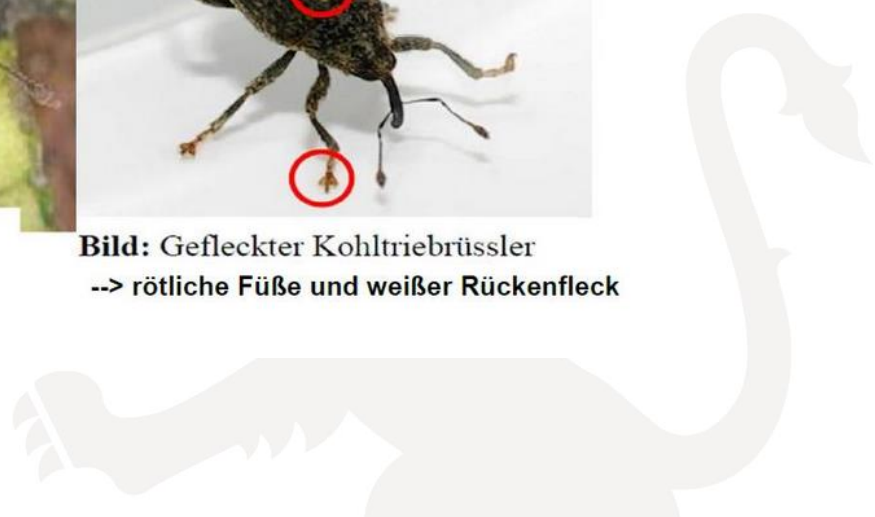 Bild: Gefleckter Kohltriebrüssler
--> rötliche Füße und weißer Rückenfleck